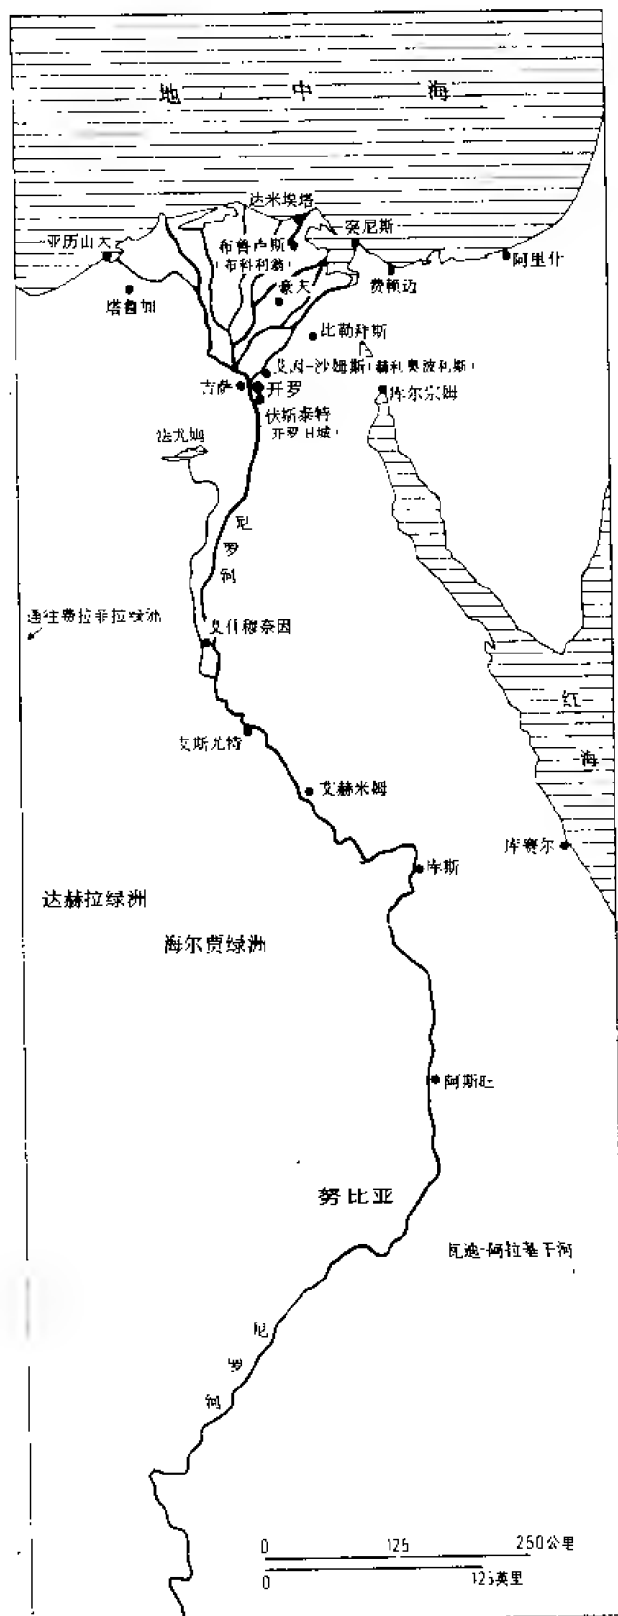 地 中 海
达米埃塔
亚历山大
布鲁卢斯
(布科利翁)
突尼斯
阿里什
费赖迈
塔鲁加
豪夫
比勒拜斯
艾因-沙姆斯(赫利奥波利斯)
吉萨
开罗
库尔宗姆
伏斯泰特
(开罗旧城)
法尤姆
尼
罗
河
通往费拉菲拉绿洲
艾什穆奈因
红
海
艾斯尤特
艾赫米姆
库赛尔
库斯
达赫拉绿洲
海尔贾绿洲
阿斯旺
努比亚
瓦迪-阿拉基干河
尼
罗
河
0 125 250公里
0 125英里